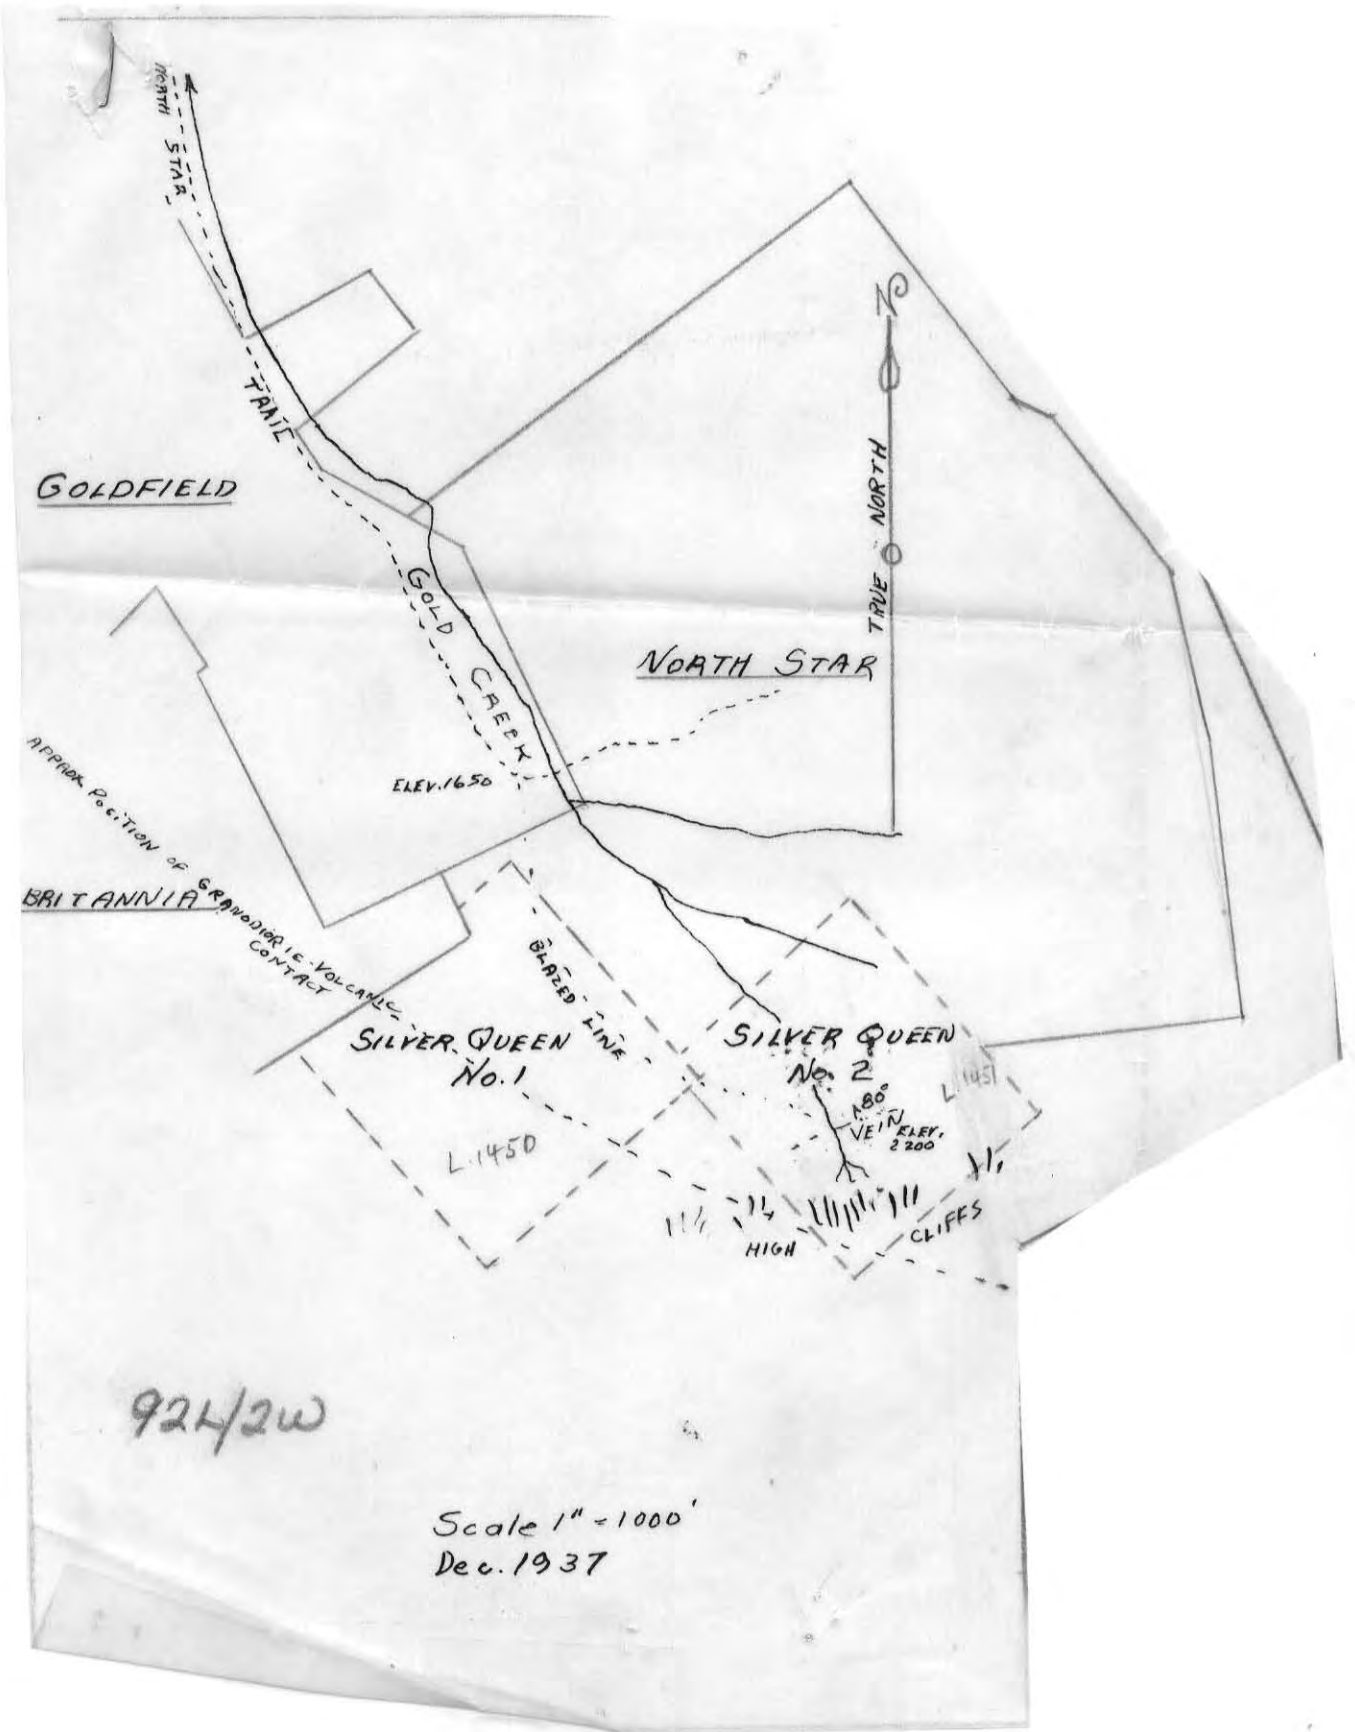 NORTH STAR
TRAIL
N
GOLDFIELD
TRUE NORTH
GOLD CREEK
NORTH STAR
ELEV. 1650
APPROX POSITION OF GRANODIORITE-VOLCANIC
CONTACT
BRITANNIA
BLAZED LINE
SILVER QUEEN
No. 1
SILVER QUEEN
No. 2
L. 1451
80°
VEIN ELEV.
2200
L. 1450
HIGH CLIFFS
92L/2W
Scale 1" = 1000'
Dec. 1937